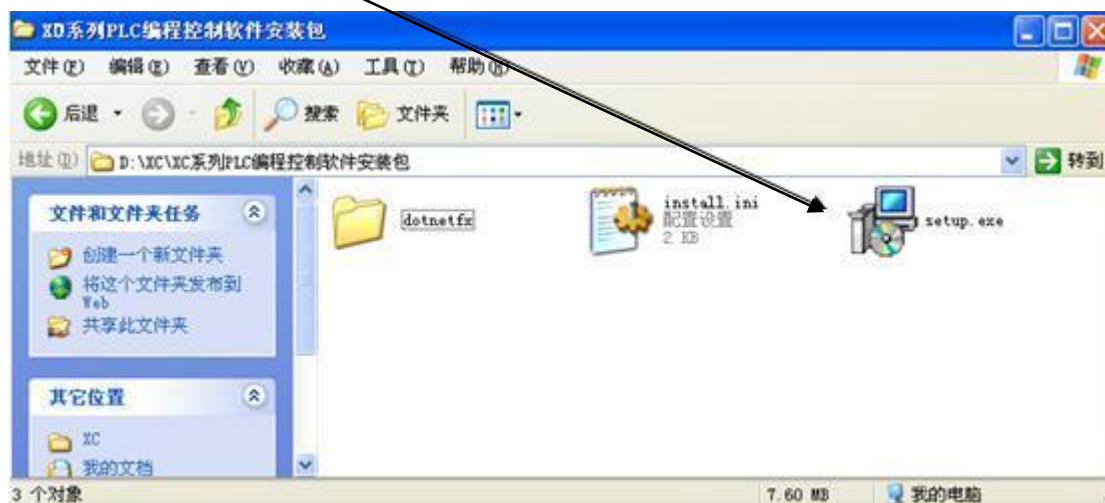 XD系列PLC编程控制软件安装包
文件(F) 编辑(E) 查看(V) 收藏(A) 工具(T) 帮助(H)
后退 搜索 文件夹
地址(D) D:\XC\XC系列PLC编程控制软件安装包 转到
文件和文件夹任务
创建一个新文件夹
将这个文件夹发布到
Web
共享此文件夹
其它位置
XC
我的文档
dotnetfx
install.ini
配置设置
2 KB
setup.exe
3 个对象 7.60 MB 我的电脑